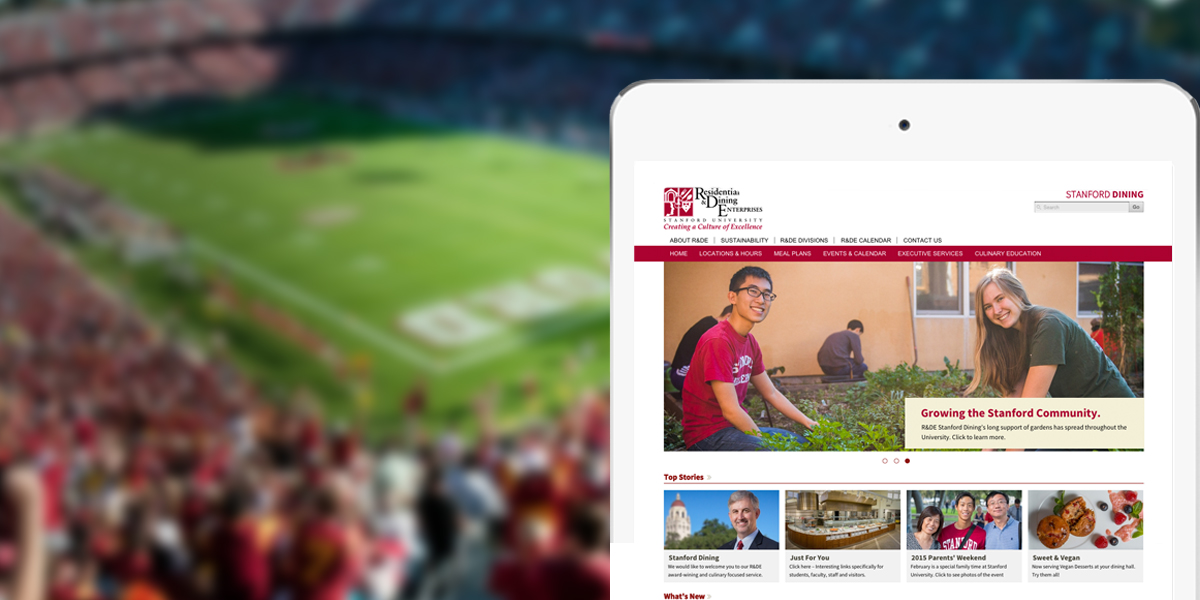 Residential
& Dining
Enterprises
STANFORD UNIVERSITY
Creating a Culture of Excellence
STANFORD DINING
Search
Go
ABOUT R&DE | SUSTAINABILITY | R&DE DIVISIONS | R&DE CALENDAR | CONTACT US
HOME LOCATIONS & HOURS MEAL PLANS EVENTS & CALENDAR EXECUTIVE SERVICES CULINARY EDUCATION
Growing the Stanford Community.
R&DE Stanford Dining's long support of gardens has spread throughout the
University. Click to learn more.
Top Stories
STANFORD
Stanford Dining
We would like to welcome you to our R&DE
award-wining and culinary focused service.
Just For You
Click here – Interesting links specifically for
students, faculty, staff and visitors.
2015 Parents' Weekend
February is a special family time at Stanford
University. Click to see photos of the event
Sweet & Vegan
Now serving Vegan Desserts at your dining hall.
Try them all!
What's New